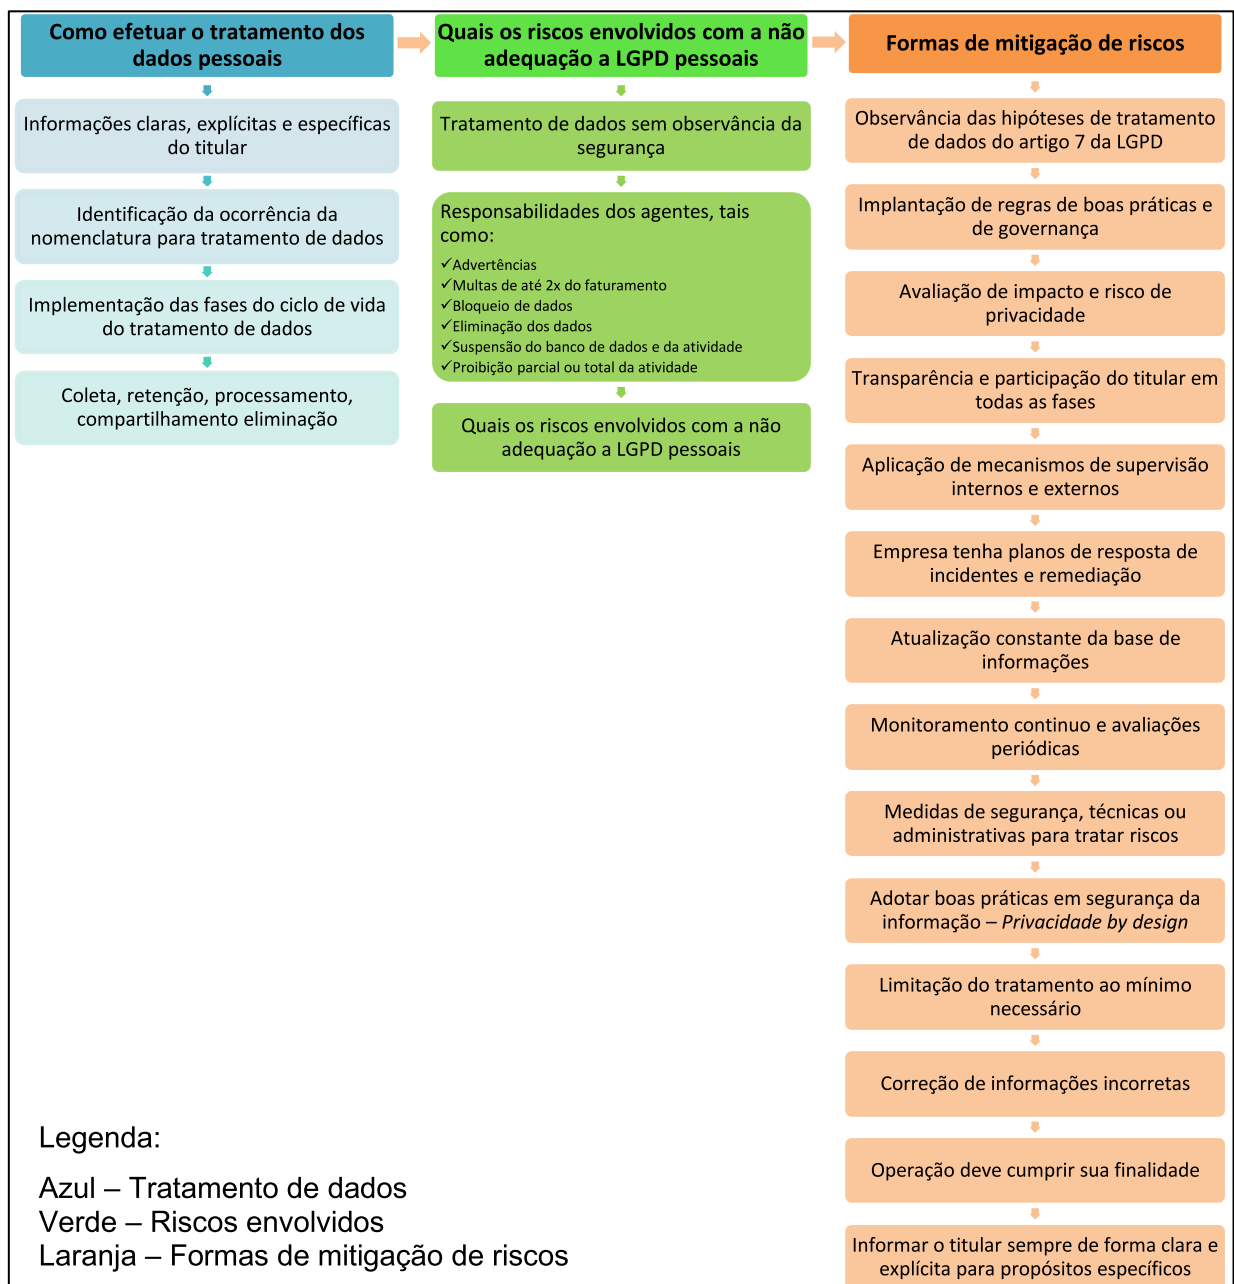 Como efetuar o tratamento dos
dados pessoais
Informações claras, explícitas e específicas
do titular
Identificação da ocorrência da
nomenclatura para tratamento de dados
Implementação das fases do ciclo de vida
do tratamento de dados
Coleta, retenção, processamento,
compartilhamento eliminação
Quais os riscos envolvidos com a não
adequação a LGPD pessoais
Tratamento de dados sem observância da
segurança
Responsabilidades dos agentes, tais
como:
✓Advertências
✓Multas de até 2x do faturamento
✓Bloqueio de dados
✓Eliminação dos dados
✓Suspensão do banco de dados e da atividade
✓Proibição parcial ou total da atividade
Quais os riscos envolvidos com a não
adequação a LGPD pessoais
Formas de mitigação de riscos
Observância das hipóteses de tratamento
de dados do artigo 7 da LGPD
Implantação de regras de boas práticas e
de governança
Avaliação de impacto e risco de
privacidade
Transparência e participação do titular em
todas as fases
Aplicação de mecanismos de supervisão
internos e externos
Empresa tenha planos de resposta de
incidentes e remediação
Atualização constante da base de
informações
Monitoramento continuo e avaliações
periódicas
Medidas de segurança, técnicas ou
administrativas para tratar riscos
Adotar boas práticas em segurança da
informação – Privacidade by design
Limitação do tratamento ao mínimo
necessário
Correção de informações incorretas
Operação deve cumprir sua finalidade
Informar o titular sempre de forma clara e
explícita para propósitos específicos
Legenda:
Azul – Tratamento de dados
Verde – Riscos envolvidos
Laranja – Formas de mitigação de riscos